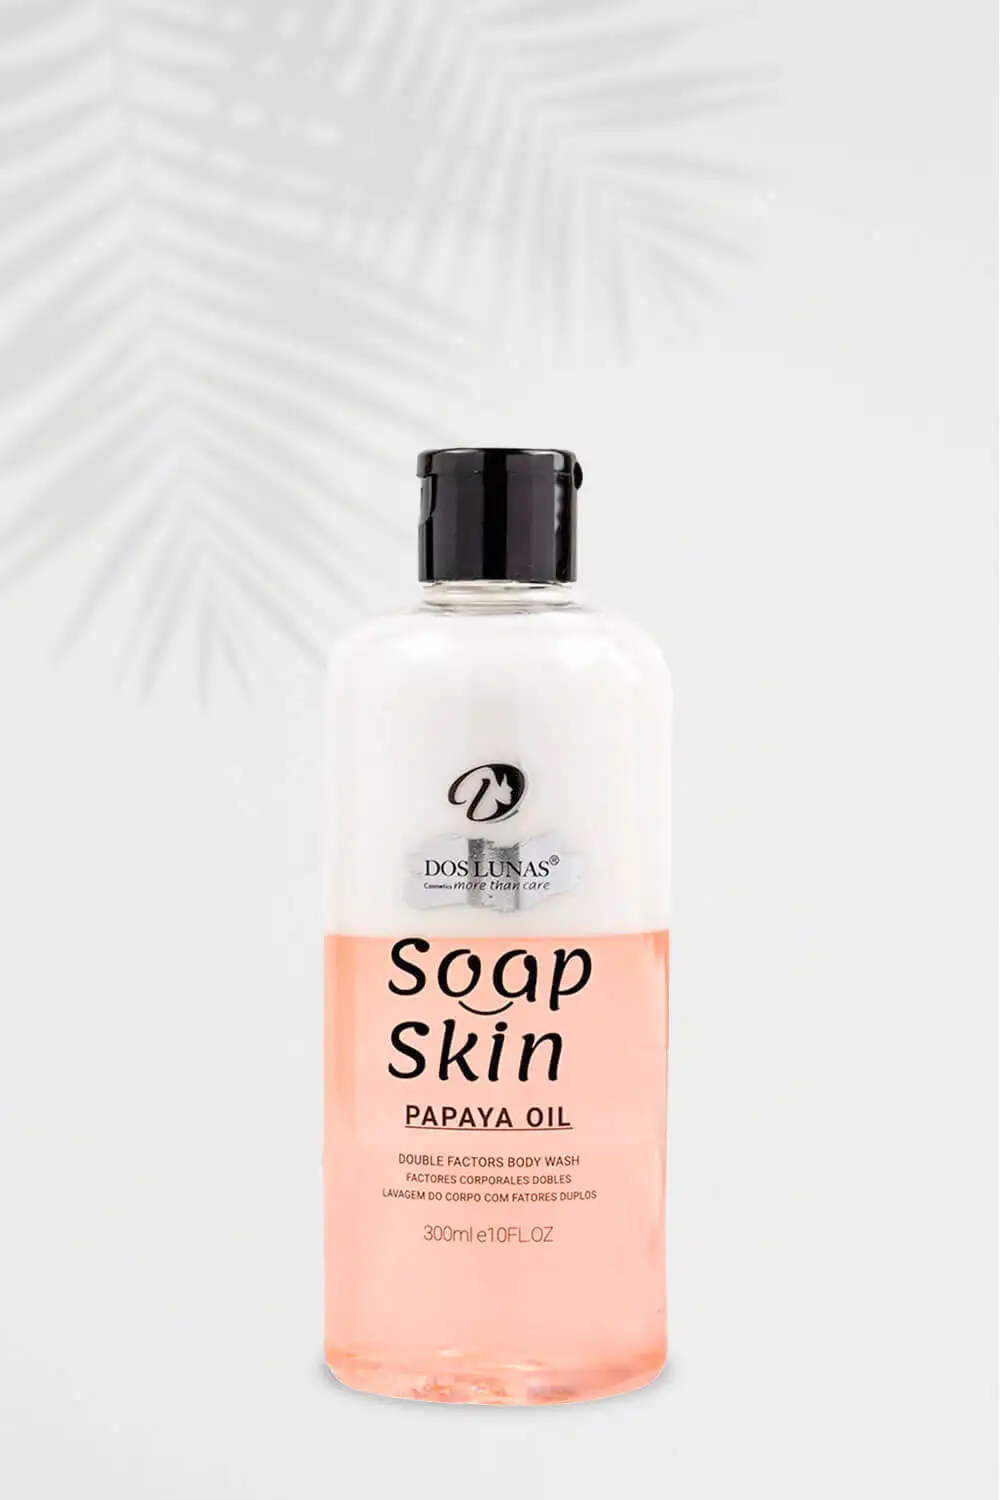 DOS LUNAS®
Cosmetics more than care
Soap
Skin
PAPAYA OIL
DOUBLE FACTORS BODY WASH
FACTORES CORPORALES DOBLES
LAVAGEM DO CORPO COM FATORES DUPLOS
300ml e10FL.OZ